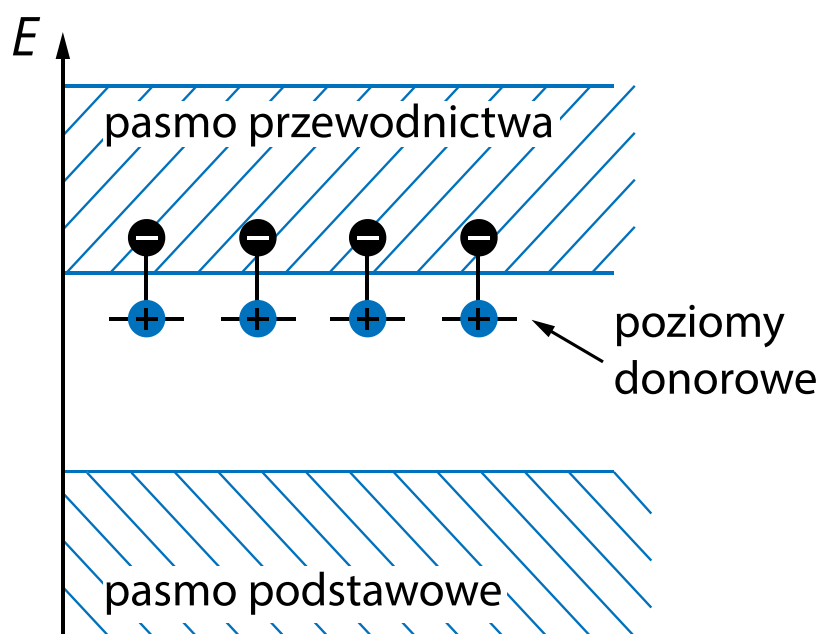 E
pasmo przewodnictwa
poziomy
donorowe
pasmo podstawowe